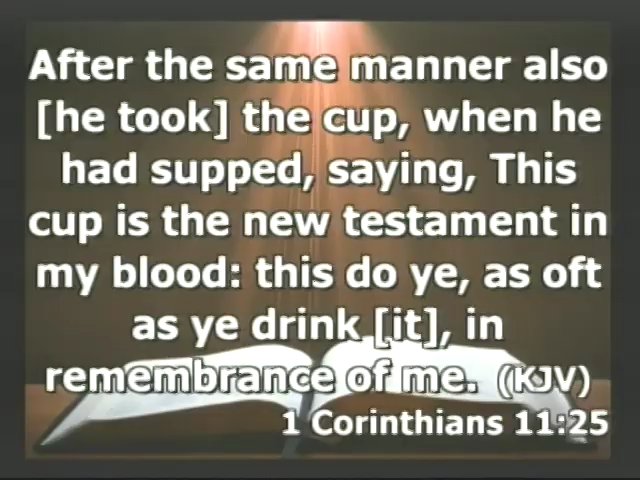 After the same manner also
[he took] the cup, when he
had supped, saying, This
cup is the new testament in
my blood: this do ye, as oft
as ye drink [it], in
remembrance of me. (KJV)
1 Corinthians 11:25